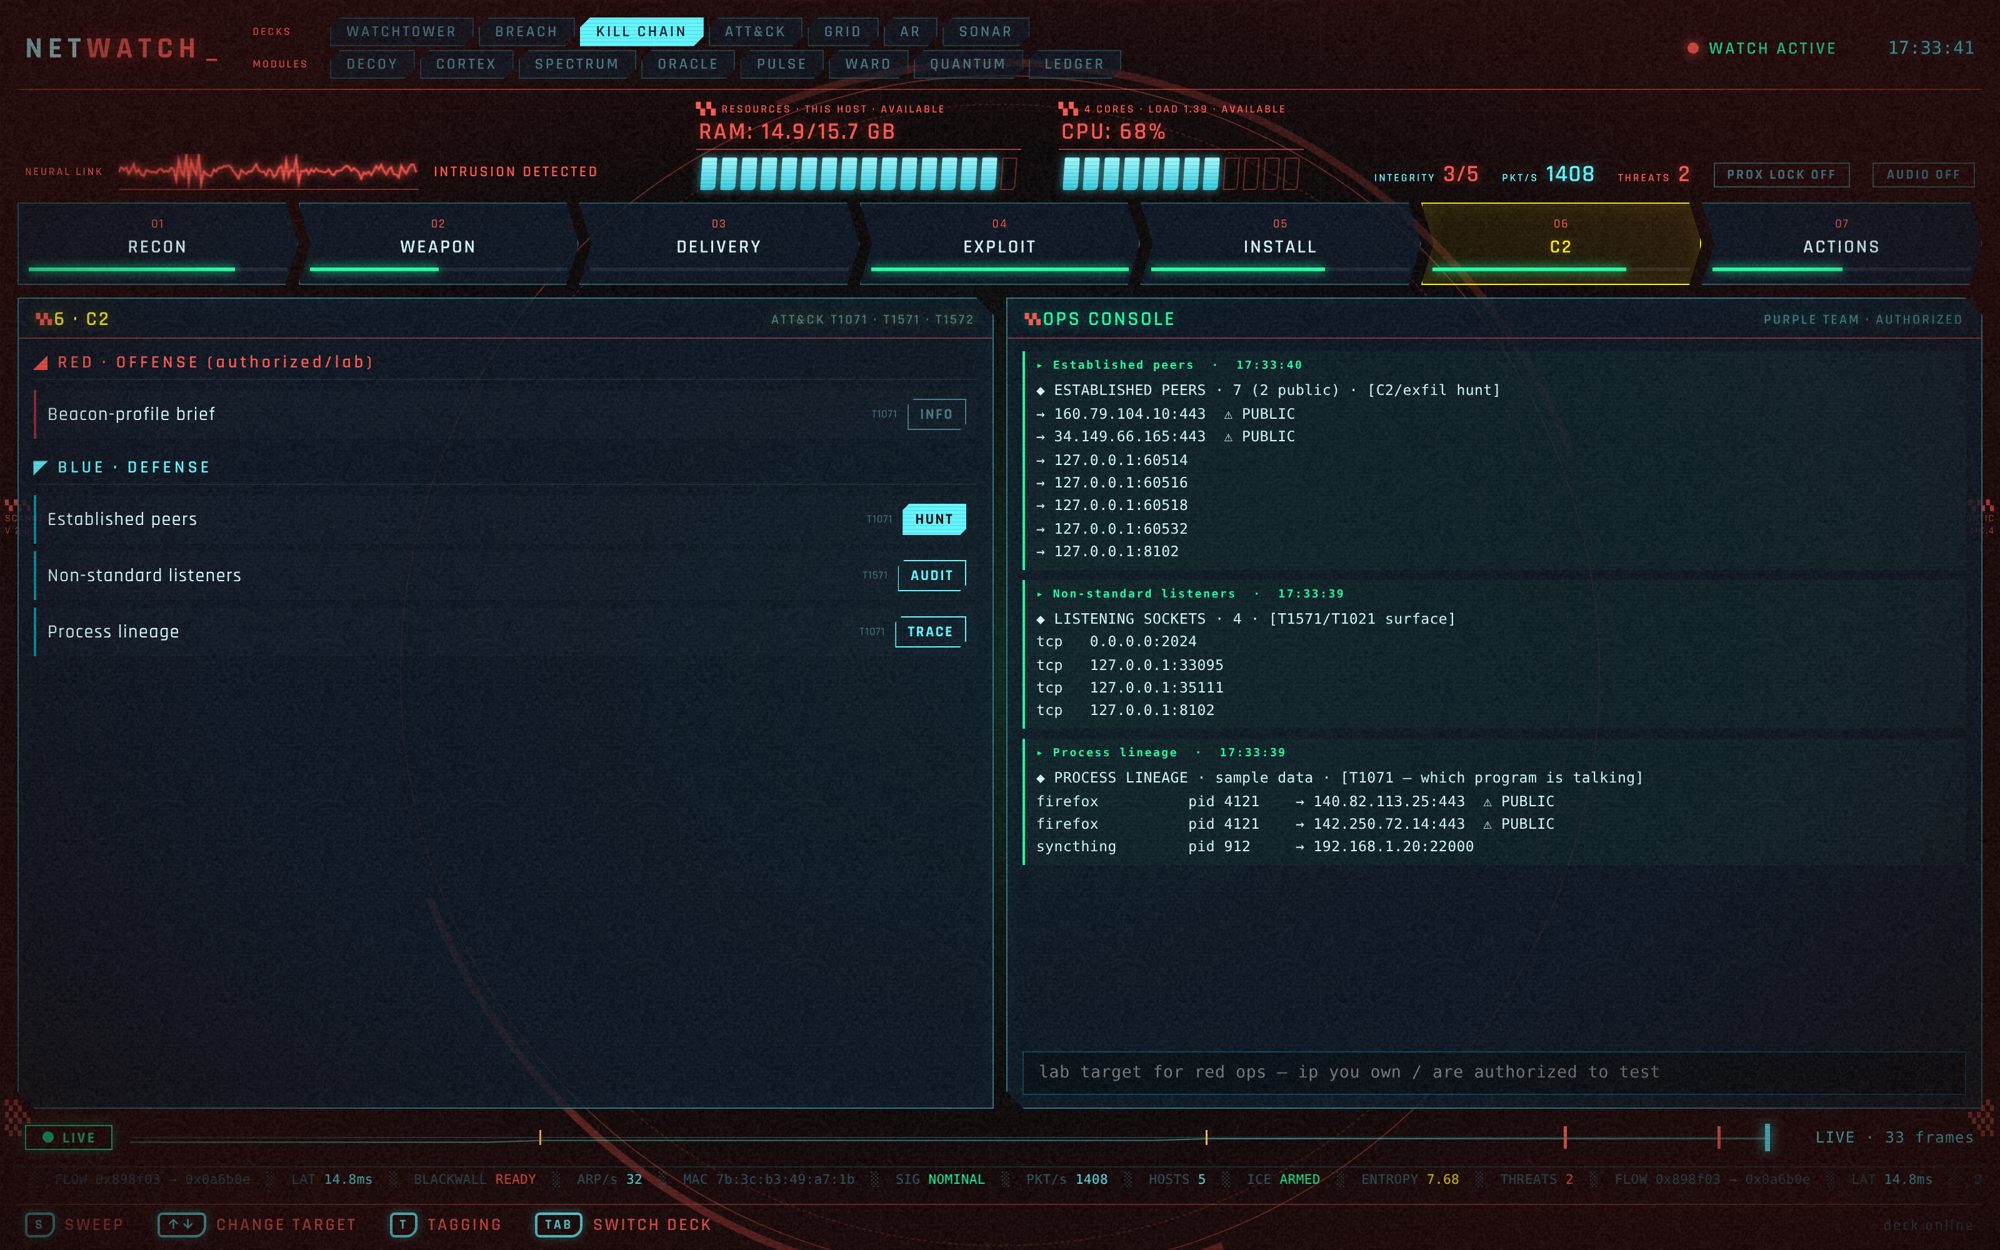 NETWATCH_
DECKS
WATCHTOWER
BREACH
KILL CHAIN
ATT&CK
GRID
AR
SONAR
MODULES
DECOY
CORTEX
SPECTRUM
ORACLE
PULSE
WARD
QUANTUM
LEDGER
WATCH ACTIVE
17:33:41
NEURAL LINK
INTRUSION DETECTED
RESOURCES · THIS HOST · AVAILABLE
RAM: 14.9/15.7 GB
4 CORES · LOAD 1.39 · AVAILABLE
CPU: 68%
INTEGRITY 3/5
PKT/S 1408
THREATS 2
PROX LOCK OFF
AUDIO OFF
01
RECON
02
WEAPON
03
DELIVERY
04
EXPLOIT
05
INSTALL
06
C2
07
ACTIONS
6 · C2
ATT&CK T1071 · T1571 · T1572
RED · OFFENSE (authorized/lab)
Beacon-profile brief
T1071
INFO
BLUE · DEFENSE
Established peers
T1071
HUNT
Non-standard listeners
T1571
AUDIT
Process lineage
T1071
TRACE
OPS CONSOLE
PURPLE TEAM · AUTHORIZED
▸ Established peers · 17:33:40
◆ ESTABLISHED PEERS · 7 (2 public) · [C2/exfil hunt]
→ 160.79.104.10:443 ⚠ PUBLIC
→ 34.149.66.165:443 ⚠ PUBLIC
→ 127.0.0.1:60514
→ 127.0.0.1:60516
→ 127.0.0.1:60518
→ 127.0.0.1:60532
→ 127.0.0.1:8102
▸ Non-standard listeners · 17:33:39
◆ LISTENING SOCKETS · 4 · [T1571/T1021 surface]
tcp 0.0.0.0:2024
tcp 127.0.0.1:33095
tcp 127.0.0.1:35111
tcp 127.0.0.1:8102
▸ Process lineage · 17:33:39
◆ PROCESS LINEAGE · sample data · [T1071 — which program is talking]
firefox pid 4121 → 140.82.113.25:443 ⚠ PUBLIC
firefox pid 4121 → 142.250.72.14:443 ⚠ PUBLIC
syncthing pid 912 → 192.168.1.20:22000
lab target for red ops — ip you own / are authorized to test
LIVE
LIVE · 33 frames
FLOW 0x898f03 → 0x0a6b0e
LAT 14.8ms
BLACKWALL READY
ARP/s 32
MAC 7b:3c:b3:49:a7:1b
SIG NOMINAL
PKT/s 1408
HOSTS 5
ICE ARMED
ENTROPY 7.68
THREATS 2
FLOW 0x898f03 → 0x0a6b0e
LAT 14.8ms
S SWEEP
↑↓ CHANGE TARGET
T TAGGING
TAB SWITCH DECK
deck online